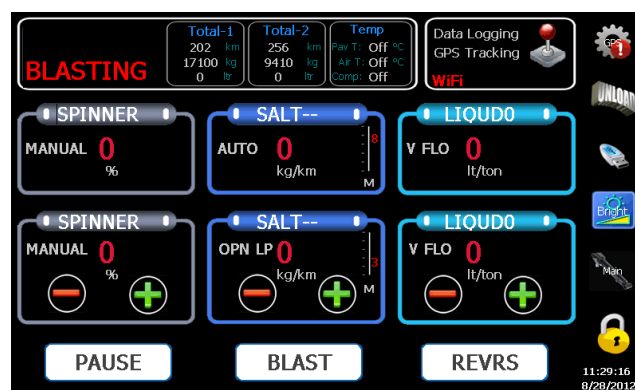 BLASTING
Total-1
202 km
17100 kg
0 ltr
Total-2
256 km
9410 kg
0 ltr
Temp
Pav T: Off °C
Air T: Off °C
Comp: Off
Data Logging
GPS Tracking
WiFi
GPS
!
UNLOAD
SPINNER
MANUAL 0
%
SALT--
AUTO 0
kg/km
8
M
LIQUD0
V FLO 0
lt/ton
Bright
SPINNER
MANUAL 0
%
SALT--
OPN LP 0
kg/km
3
M
LIQUD0
V FLO 0
lt/ton
Main
PAUSE
BLAST
REVRS
11:29:16
8/28/2012